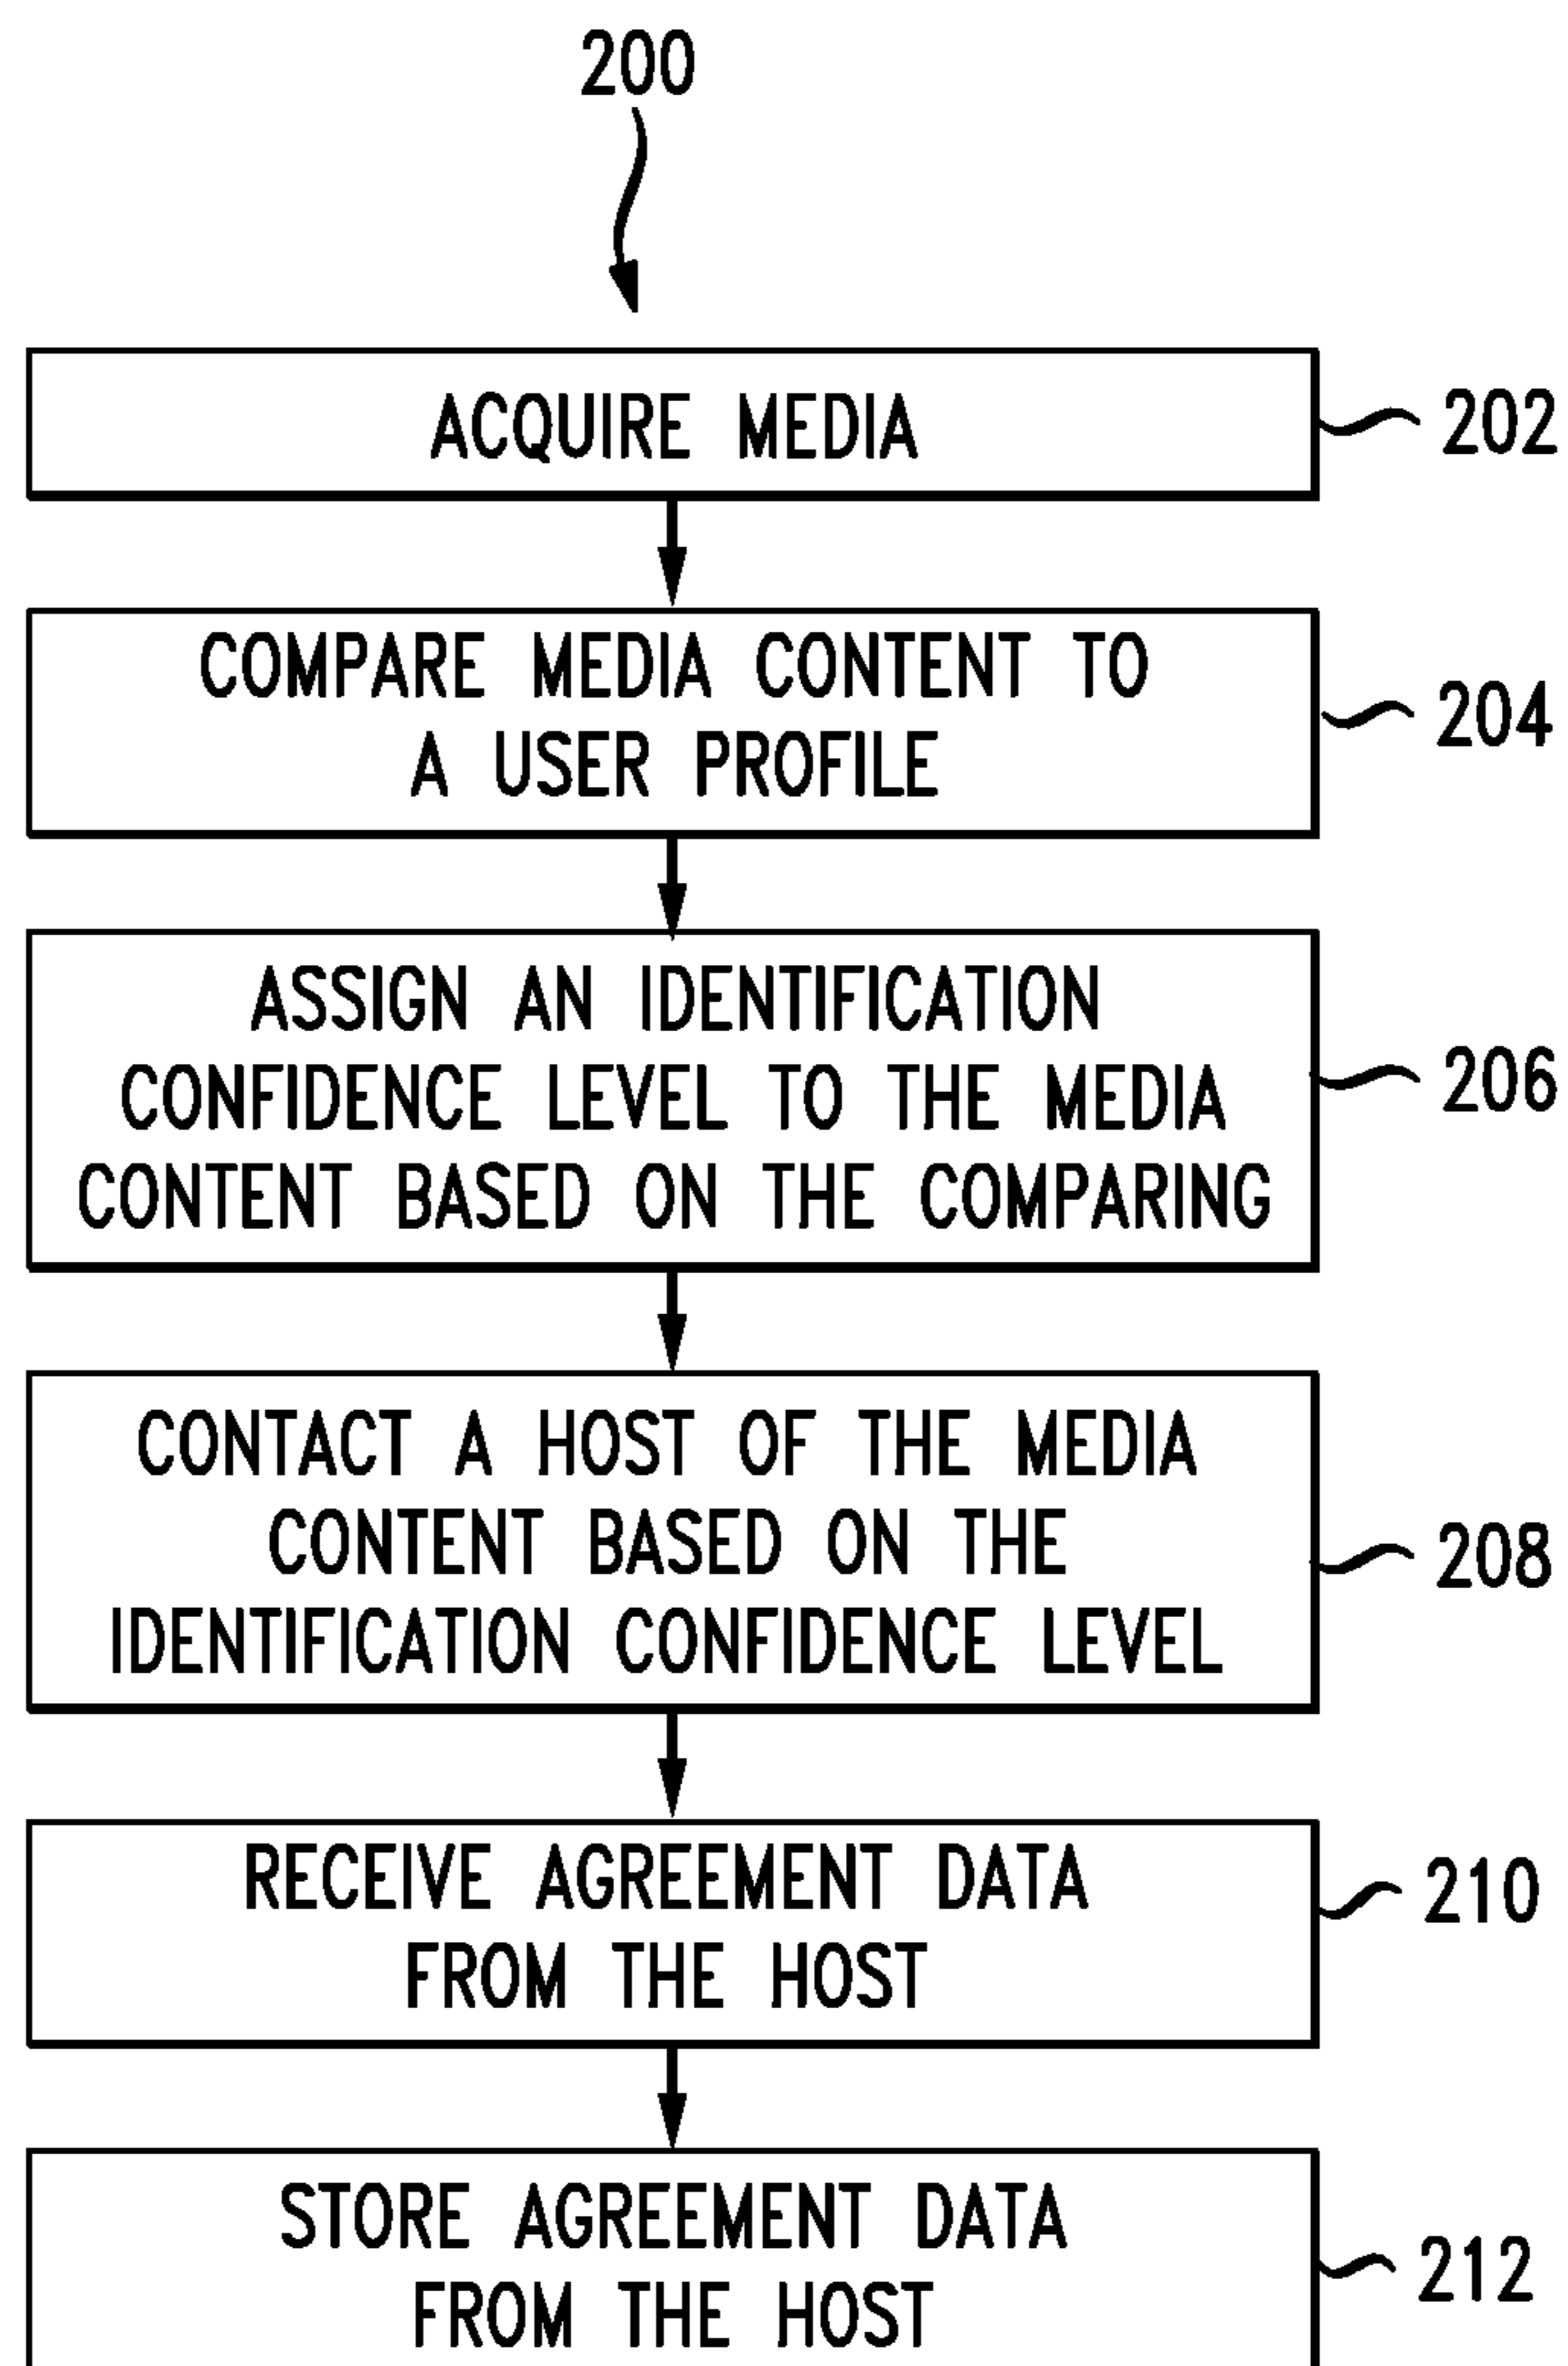 200
ACQUIRE MEDIA
202
COMPARE MEDIA CONTENT TO
A USER PROFILE
204
ASSIGN AN IDENTIFICATION
CONFIDENCE LEVEL TO THE MEDIA
CONTENT BASED ON THE COMPARING
206
CONTACT A HOST OF THE MEDIA
CONTENT BASED ON THE
IDENTIFICATION CONFIDENCE LEVEL
208
RECEIVE AGREEMENT DATA
FROM THE HOST
210
STORE AGREEMENT DATA
FROM THE HOST
212